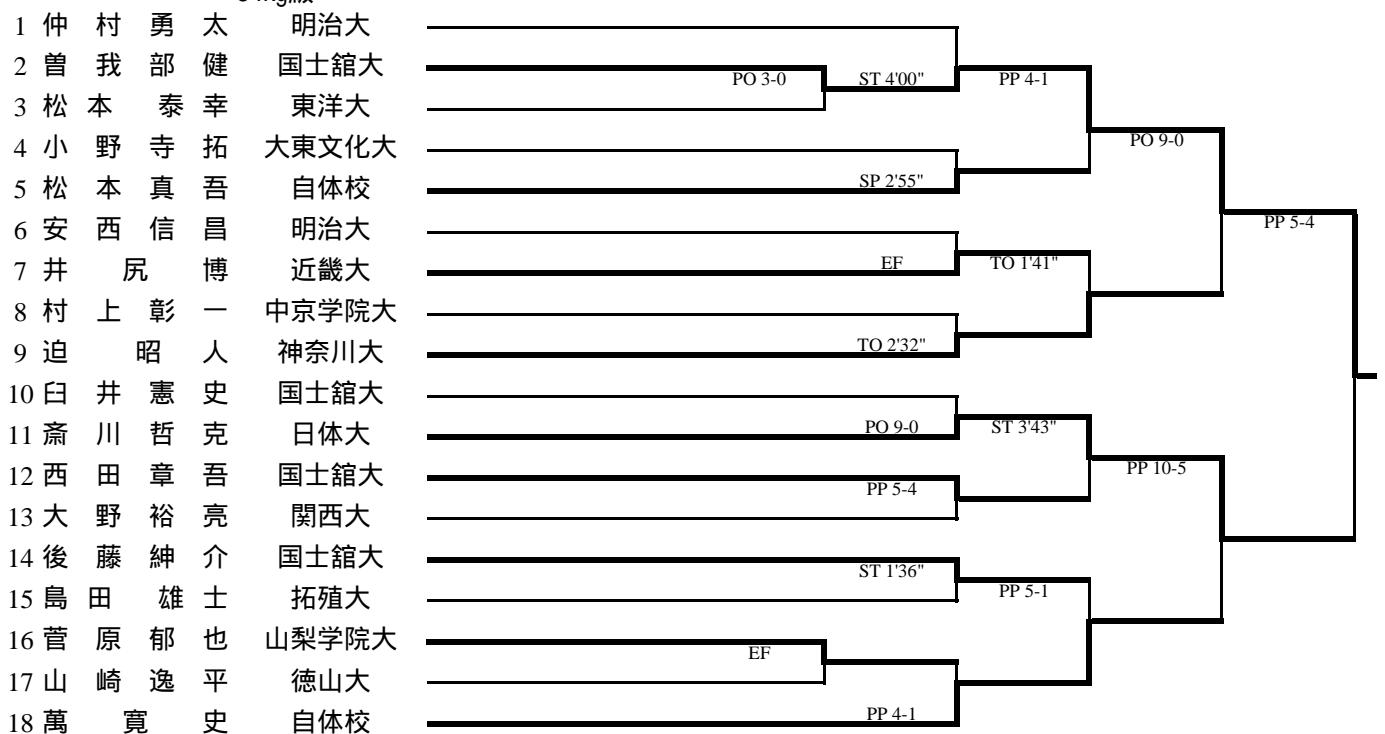 1 仲村勇太 明治大
2 曽我部健 国士舘大
PO 3-0 ST 4'00" PP 4-1
3 松本泰幸 東洋大
4 小野寺拓 大東文化大
PO 9-0
5 松本真吾 自体校
SP 2'55"
6 安西信昌 明治大
PP 5-4
7 井尻博 近畿大
EF TO 1'41"
8 村上彰一 中京学院大
9 迫昭人 神奈川大
TO 2'32"
10 臼井憲史 国士舘大
11 斎川哲克 日体大
PO 9-0 ST 3'43"
12 西田章吾 国士舘大
PP 5-4 PP 10-5
13 大野裕亮 関西大
14 後藤紳介 国士舘大
ST 1'36"
15 島田雄士 拓殖大
PP 5-1
16 菅原郁也 山梨学院大
EF
17 山崎逸平 徳山大
18 萬寛史 自体校
PP 4-1